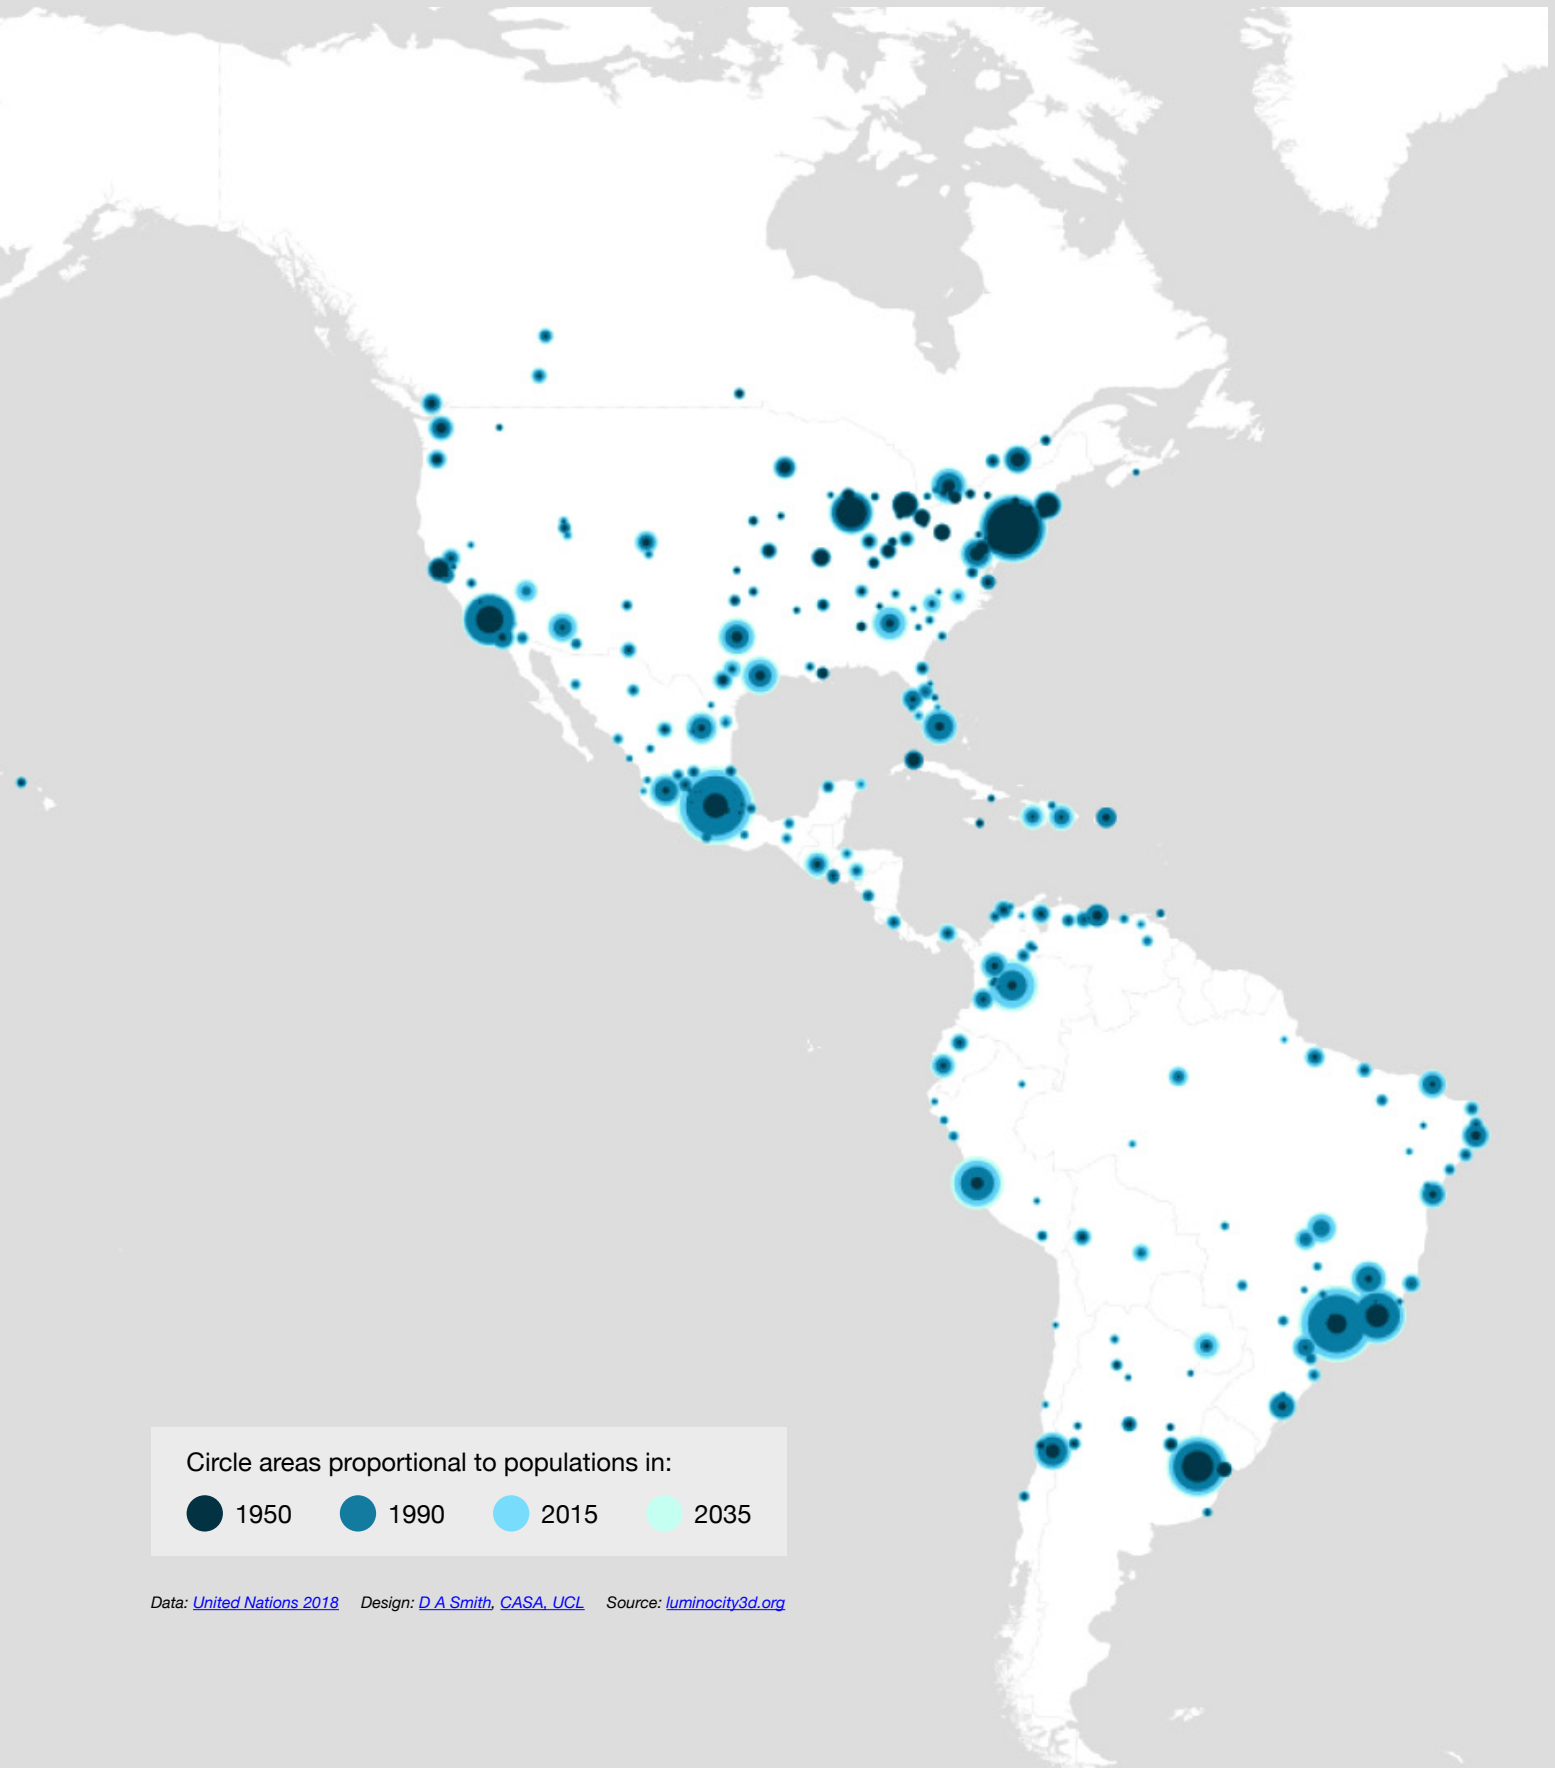 Circle areas proportional to populations in:
1950 1990 2015 2035
Data: United Nations 2018 Design: D A Smith, CASA, UCL Source: luminocity3d.org